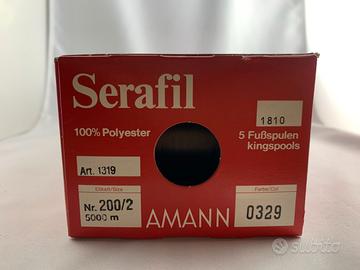 Serafil
1810
100% Polyester
5 Fußspulen
kingspools
Art. 1319
Etikett/Size
Nr. 200/2
5000 m
AMANN
Farbe/Col
0329
subito